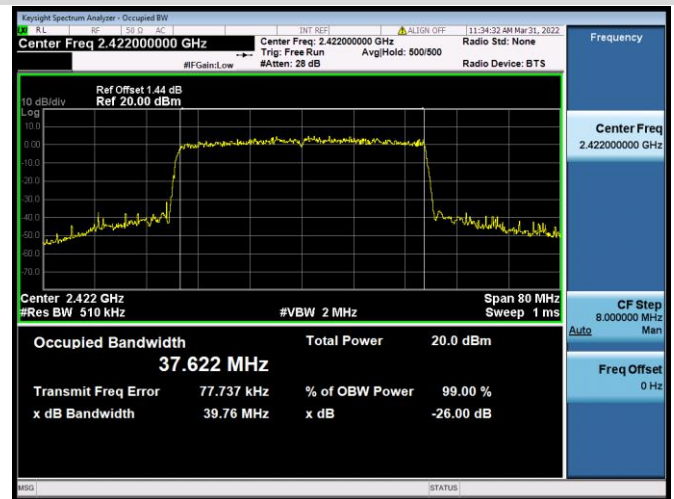 Keysight Spectrum Analyzer - Occupied BW
RL RF 50 Ω AC INT REF ALIGN OFF 11:34:32 AM Mar 31, 2022
Center Freq 2.422000000 GHz
Center Freq: 2.422000000 GHz Radio Std: None
Trig: Free Run Avg|Hold: 500/500
#IFGain:Low #Atten: 28 dB Radio Device: BTS
Ref Offset 1.44 dB
10 dB/div Ref 20.00 dBm
Log
10.0
0.00
-10.0
-20.0
-30.0
-40.0
-50.0
-60.0
-70.0
Center 2.422 GHz Span 80 MHz
#Res BW 510 kHz #VBW 2 MHz Sweep 1 ms
Occupied Bandwidth Total Power 20.0 dBm
37.622 MHz
Transmit Freq Error 77.737 kHz % of OBW Power 99.00 %
x dB Bandwidth 39.76 MHz x dB -26.00 dB
MSG STATUS
Frequency
Center Freq
2.422000000 GHz
CF Step
8.000000 MHz
Auto Man
Freq Offset
0 Hz